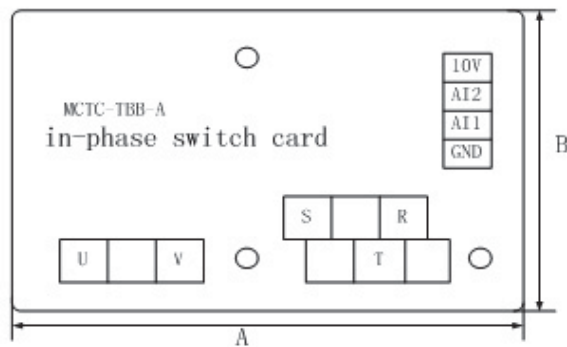 10V
MCTC-TBB-A
AI2
in-phase switch card
AI1
GND
B
S R
U V T
A